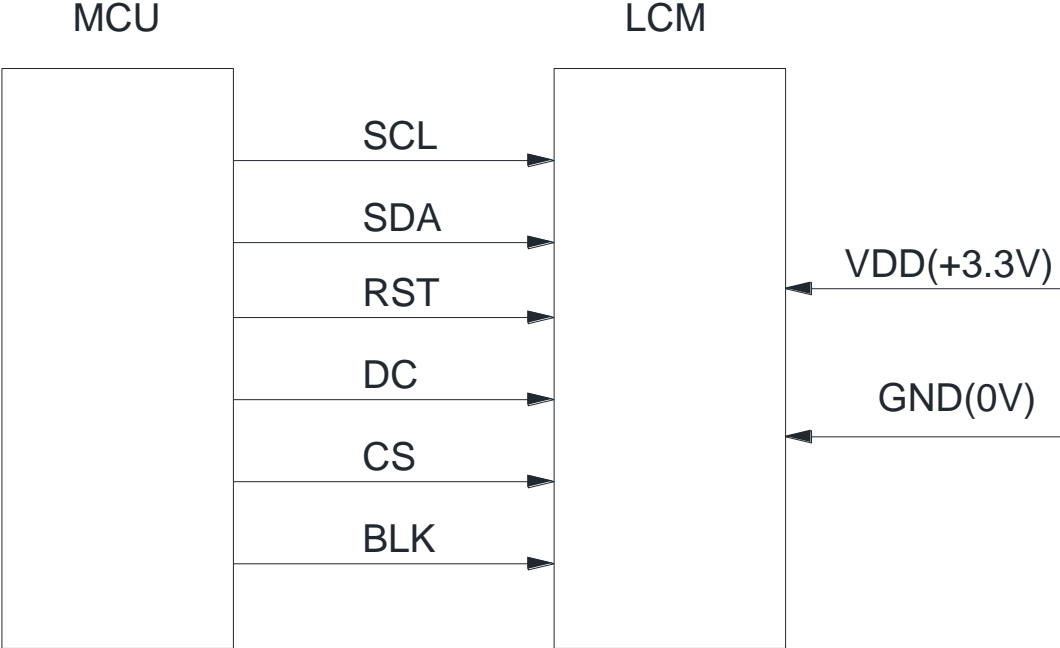 MCU
LCM
SCL
SDA
RST
DC
CS
BLK
VDD(+3.3V)
GND(0V)